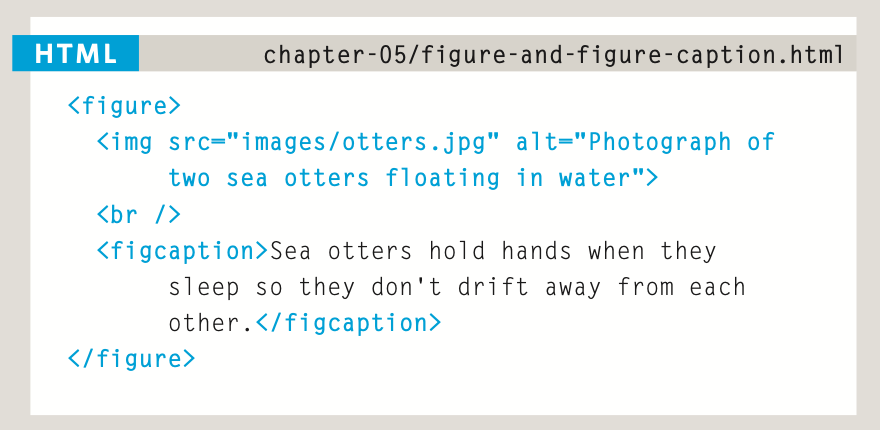 HTML chapter-05/figure-and-figure-caption.html
<figure>
<img src="images/otters.jpg" alt="Photograph of
two sea otters floating in water">
<br />
<figcaption>Sea otters hold hands when they
sleep so they don't drift away from each
other.</figcaption>
</figure>